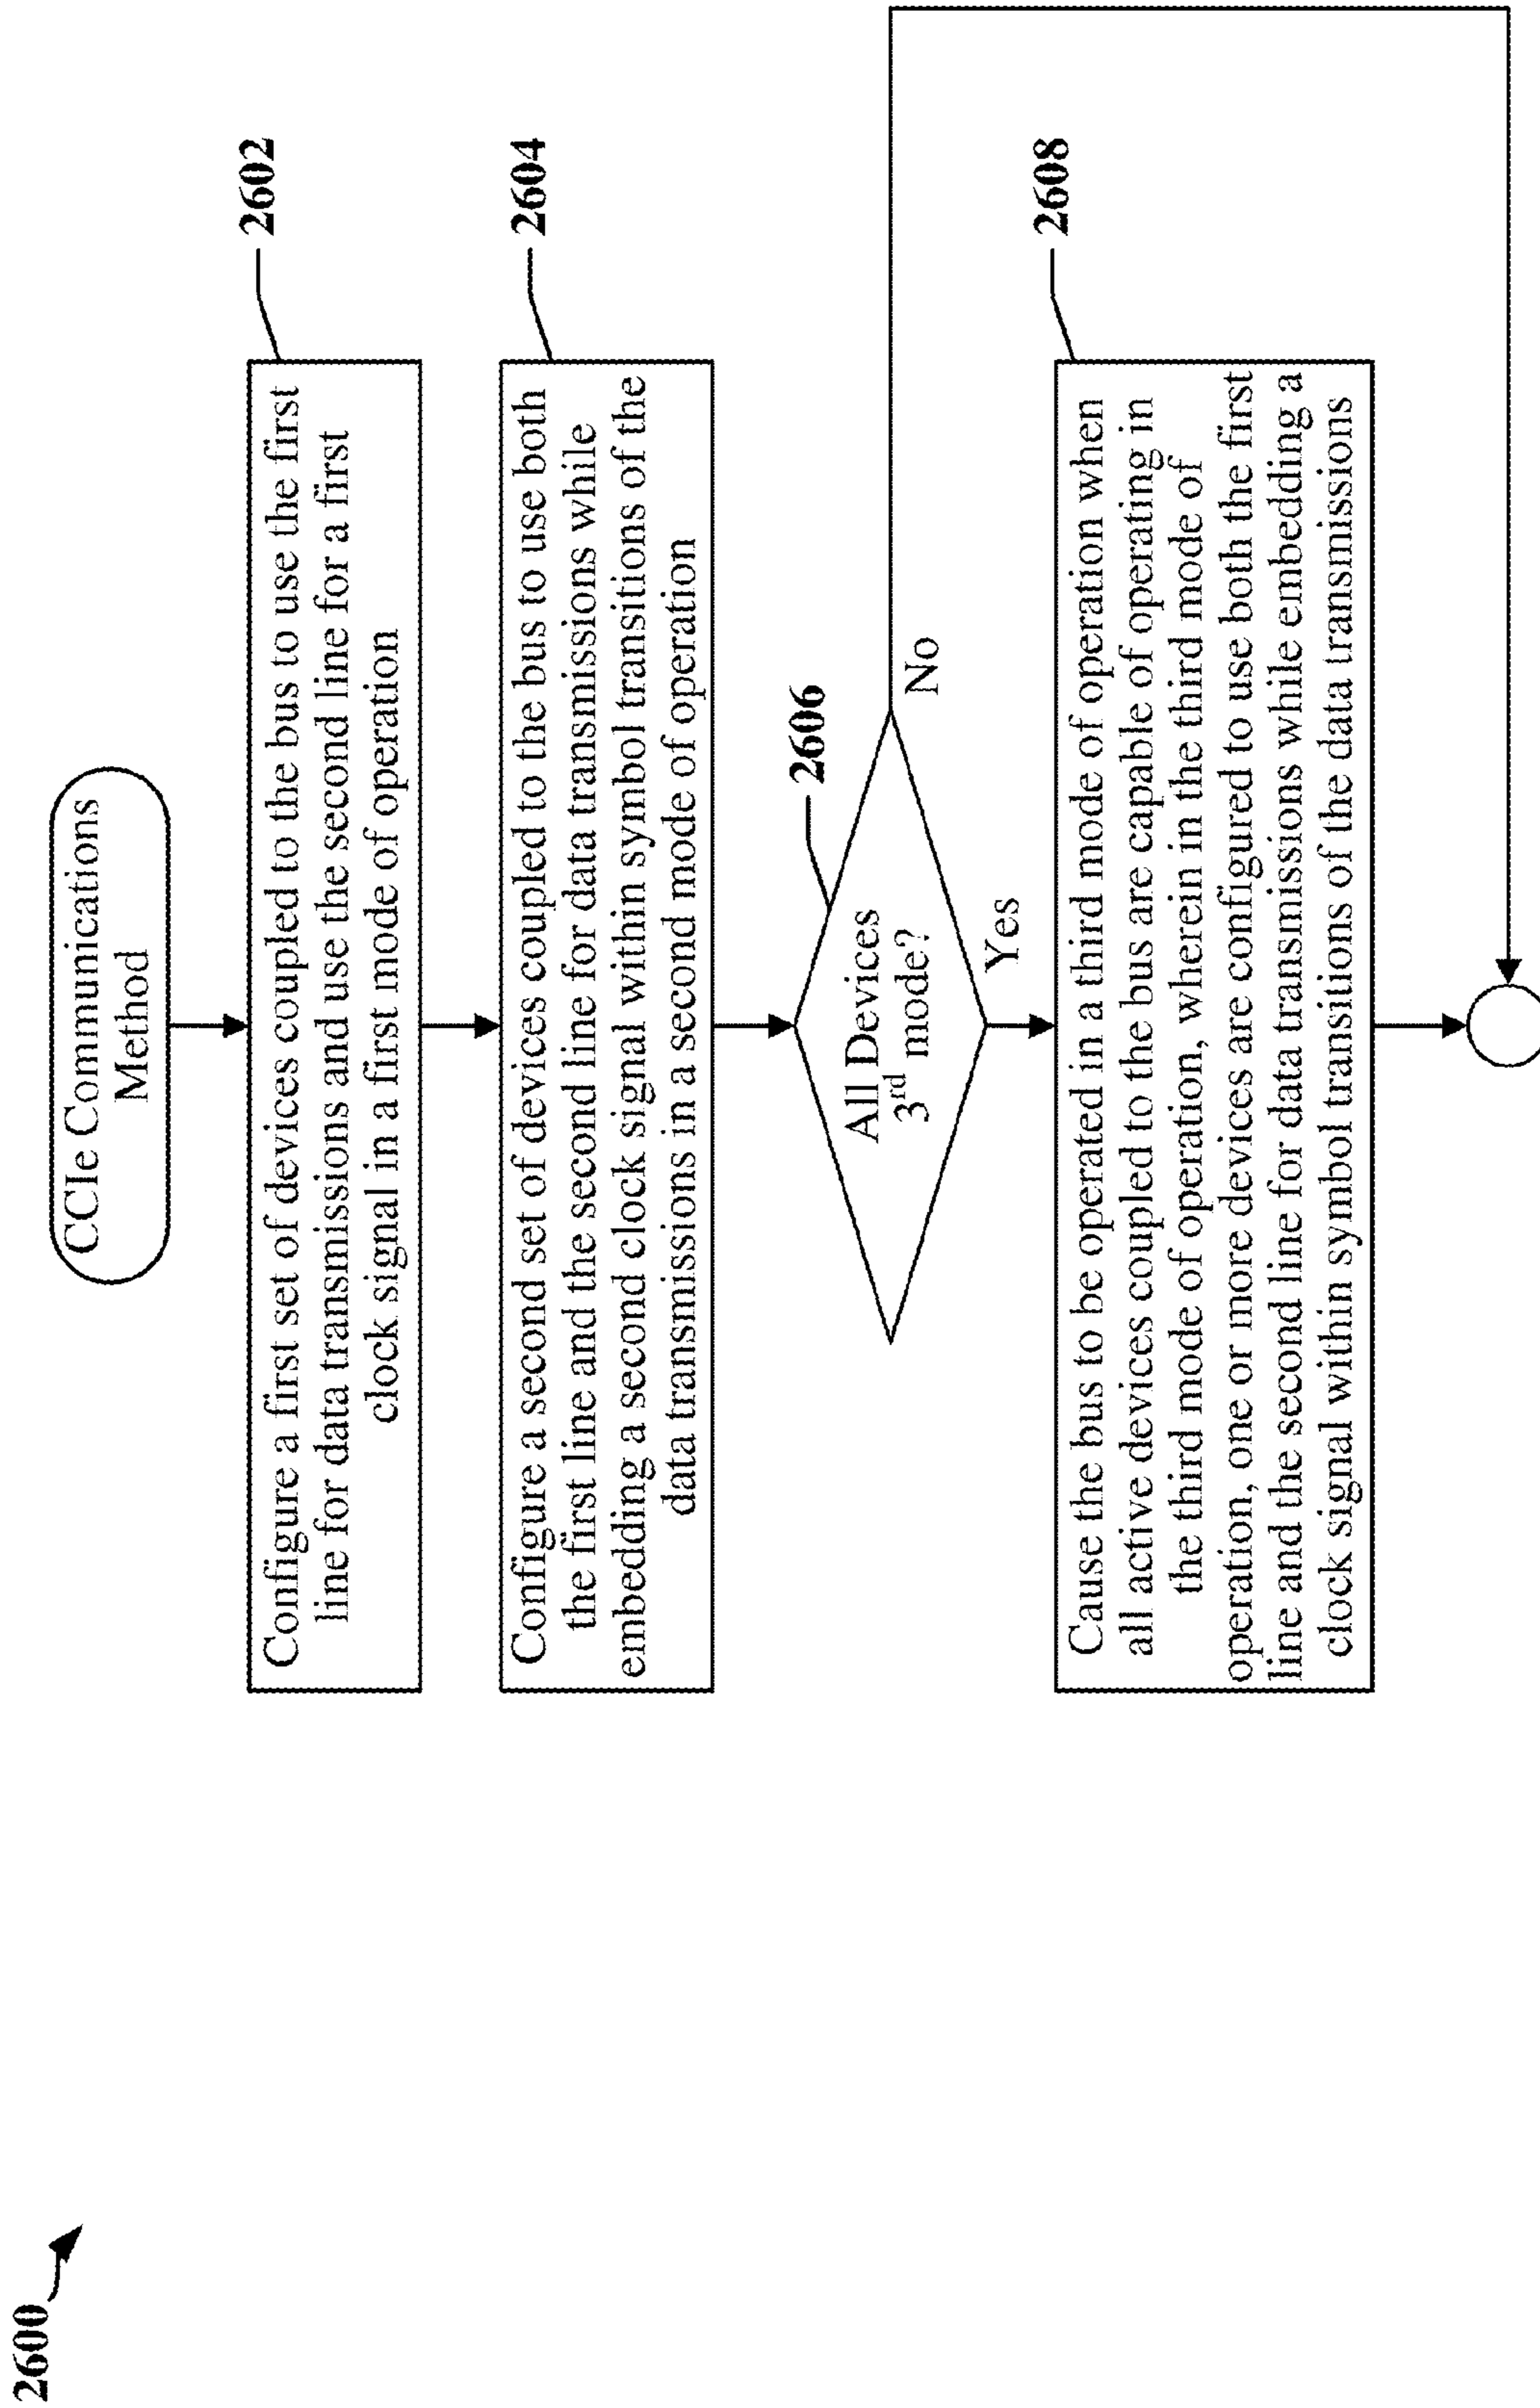 2600
CCIe Communications
Method
2602
Configure a first set of devices coupled to the bus to use the first
line for data transmissions and use the second line for a first
clock signal in a first mode of operation
2604
Configure a second set of devices coupled to the bus to use both
the first line and the second line for data transmissions while
embedding a second clock signal within symbol transitions of the
data transmissions in a second mode of operation
2606
All Devices
3rd mode?
No
Yes
2608
Cause the bus to be operated in a third mode of operation when
all active devices coupled to the bus are capable of operating in
the third mode of operation, wherein in the third mode of
operation, one or more devices are configured to use both the first
line and the second line for data transmissions while embedding a
clock signal within symbol transitions of the data transmissions